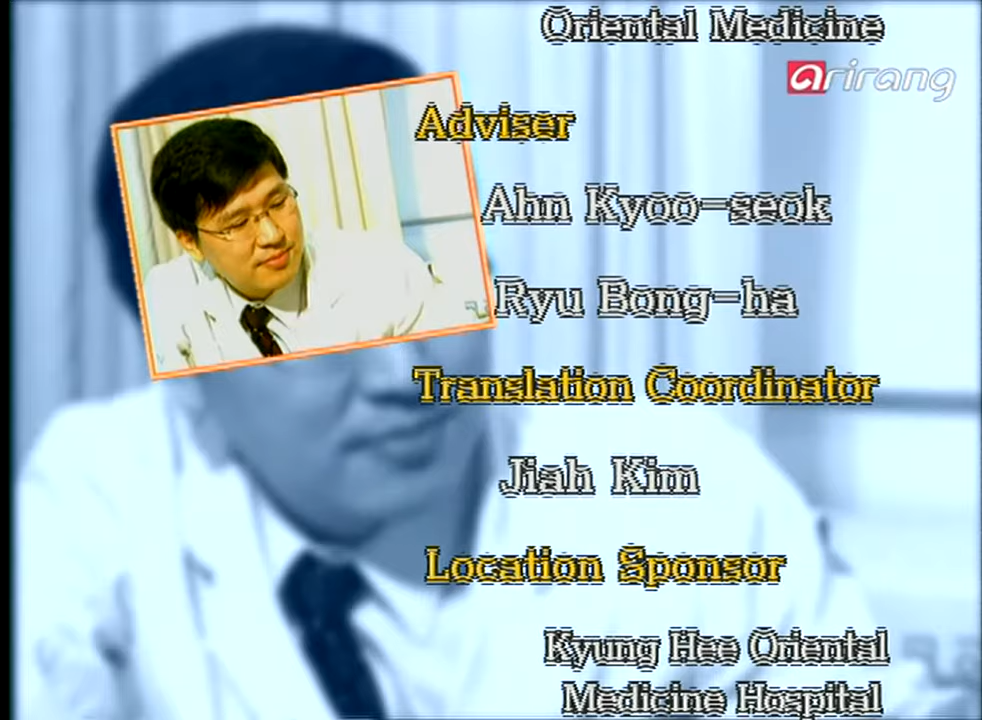 Oriental Medicine
arirang
Adviser
Ahn Kyoo-seok
Ryu Bong-ha
Translation Coordinator
Jiah Kim
Location Sponsor
Kyung Hee Oriental
Medicine Hospital